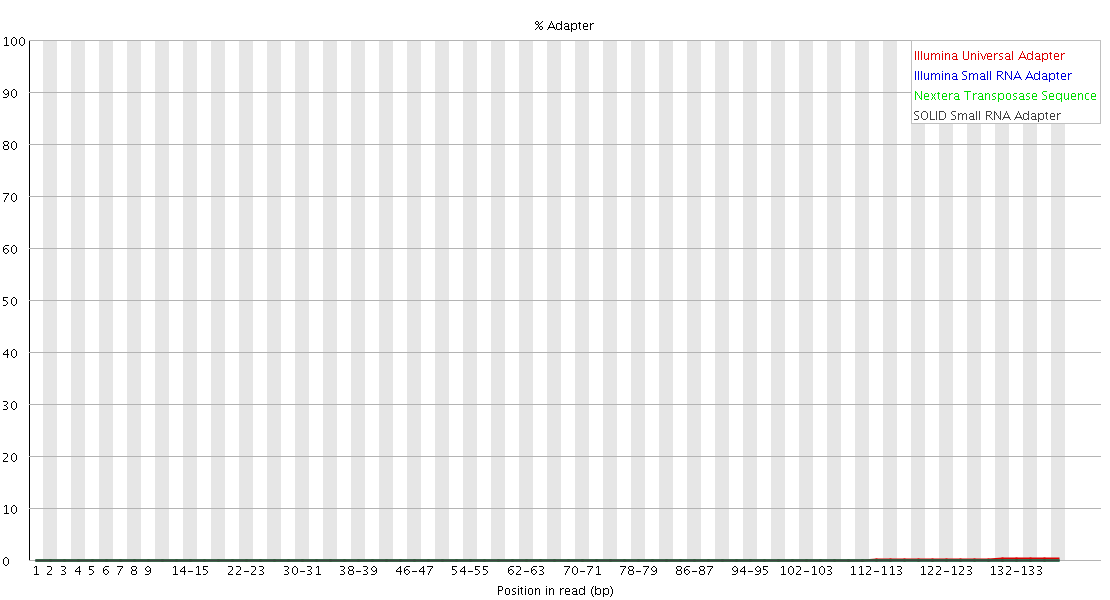 % Adapter
100
Illumina Universal Adapter
Illumina Small RNA Adapter
Nextera Transposase Sequence
SOLID Small RNA Adapter
90
80
70
60
50
40
30
20
10
0
1 2 3 4 5 6 7 8 9 14-15 22-23 30-31 38-39 46-47 54-55 62-63 70-71 78-79 86-87 94-95 102-103 112-113 122-123 132-133
Position in read (bp)